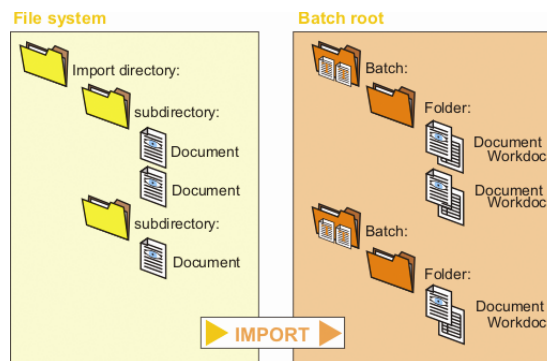 File system
Import directory:
subdirectory:
Document
Document
subdirectory:
Document
Batch root
Batch:
Folder:
Document
Workdoc
Document
Workdoc
Batch:
Folder:
Document
Workdoc
IMPORT